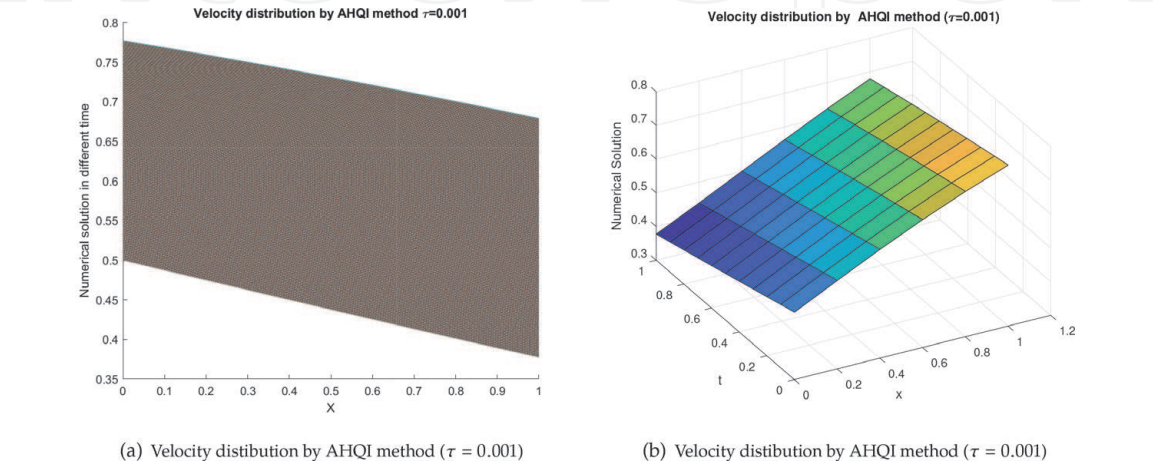 Velocity distribution by AHQI method τ=0.001
Numerical solution in different time
0.8
0.75
0.7
0.65
0.6
0.55
0.5
0.45
0.4
0.35
0 0.1 0.2 0.3 0.4 0.5 0.6 0.7 0.8 0.9 1
X
(a) Velocity distibution by AHQI method (τ = 0.001)
Velocity distribution by AHQI method (τ=0.001)
Numerical Solution
0.8
0.7
0.6
0.5
0.4
0.3
1
0.8
0.6
0.4
0.2
0
t
0
0.2
0.4
0.6
0.8
1
1.2
x
(b) Velocity distibution by AHQI method (τ = 0.001)